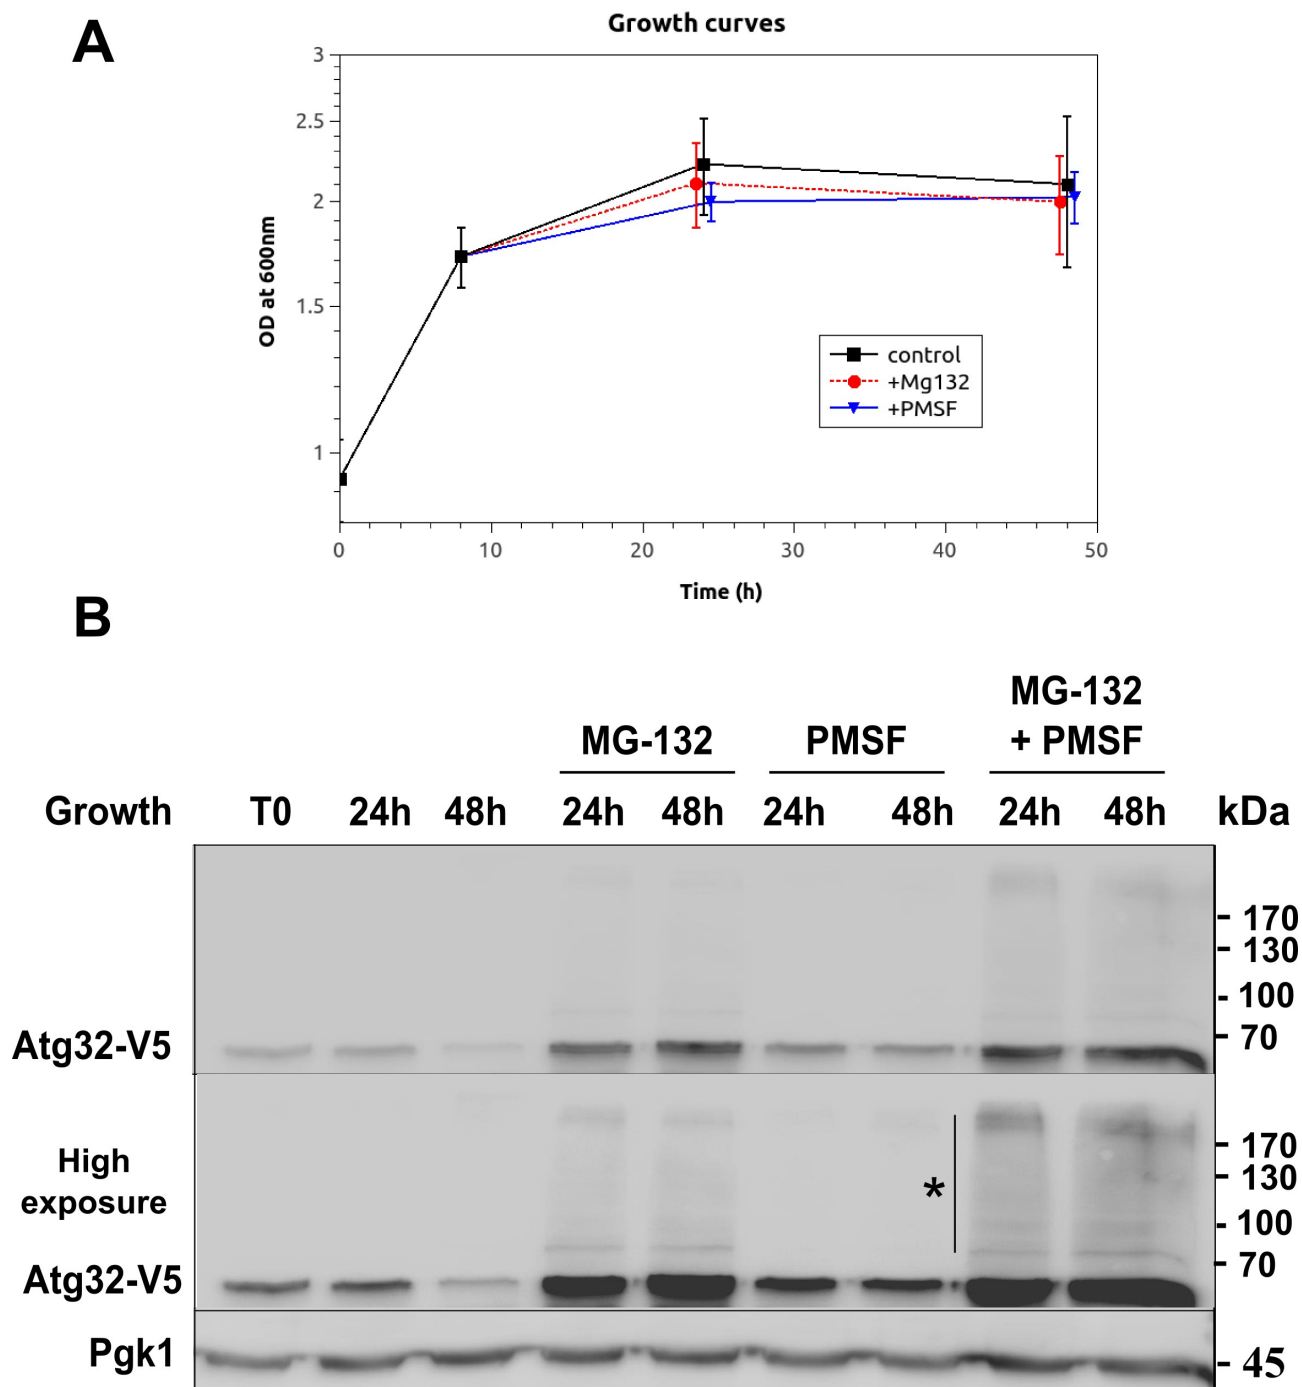 A
Growth curves
3
2.5
2
1.5
1
OD at 600nm
control
+Mg132
+PMSF
0 10 20 30 40 50
Time (h)
B
MG-132 PMSF MG-132
+ PMSF
Growth T0 24h 48h 24h 48h 24h 48h 24h 48h kDa
- 170
- 130
- 100
Atg32-V5 - 70
High
exposure
*
- 170
- 130
- 100
- 70
Atg32-V5
Pgk1 - 45